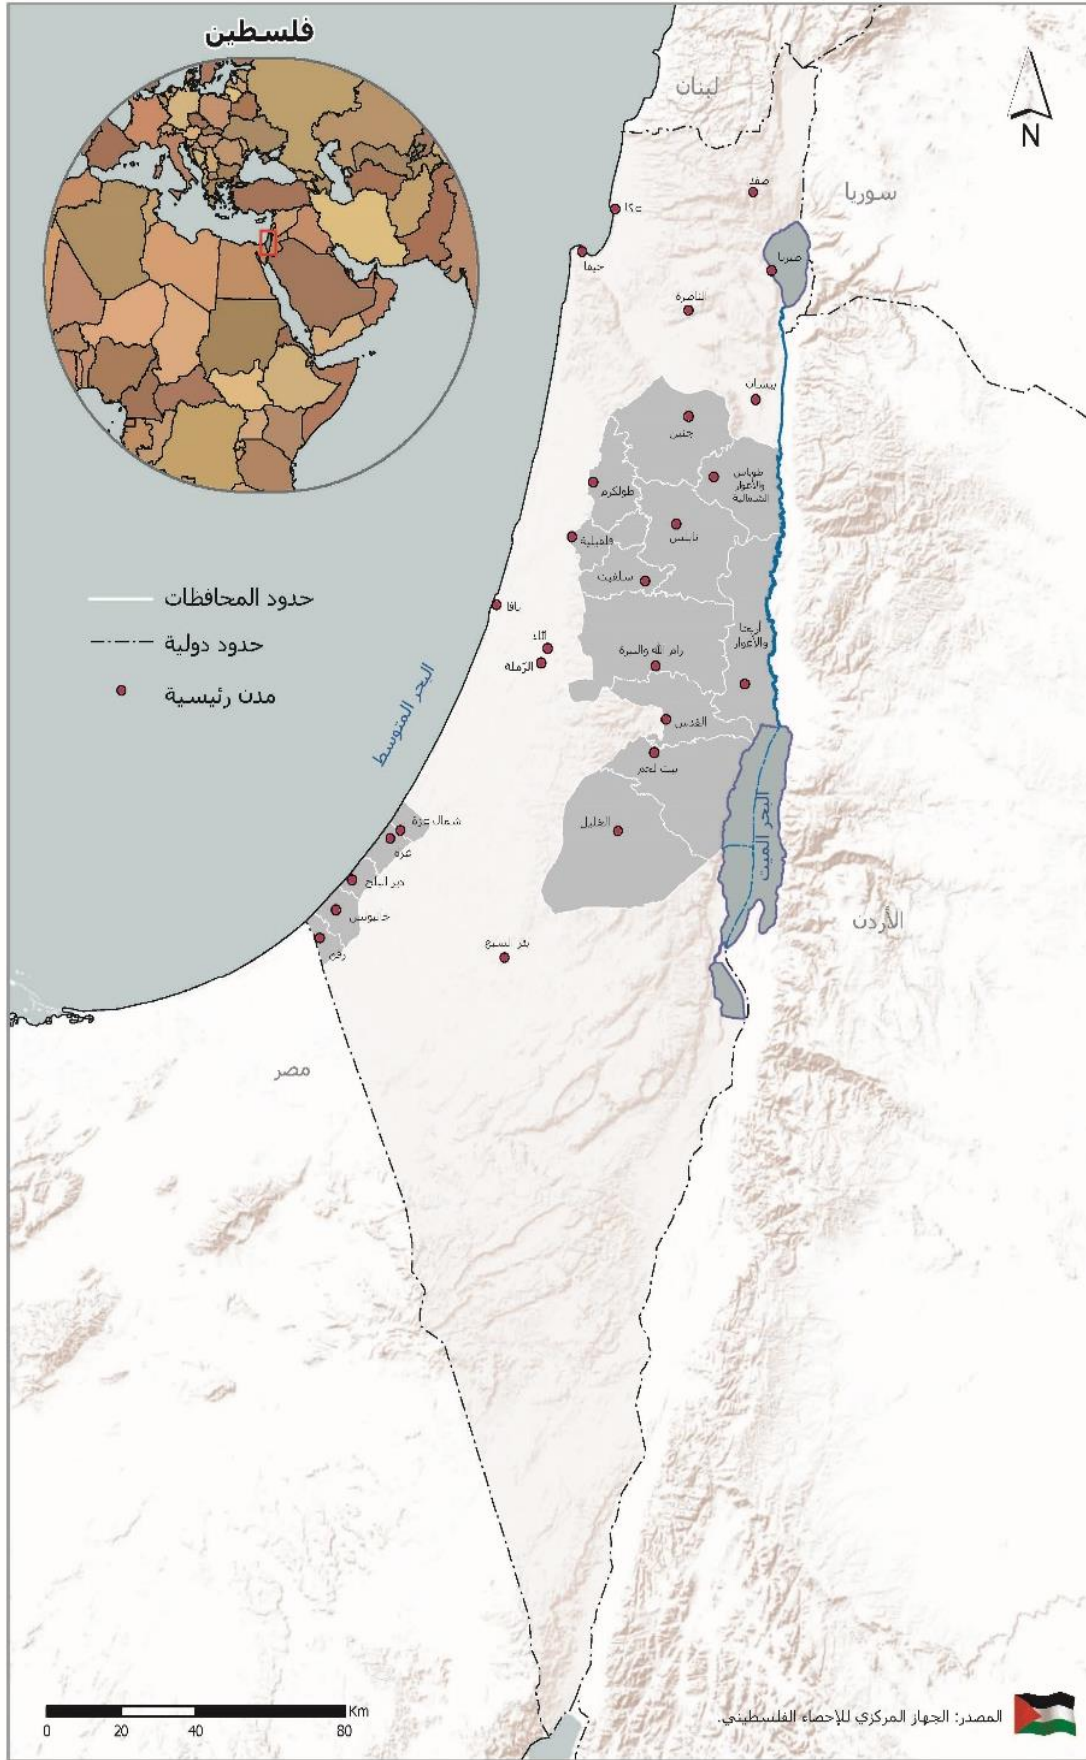 فلسطين
لبنان
N
سوريا
صفد
عكا
حيفا
طبريا
الناصرة
بيسان
جنين
طوباس
والأغوار
الشمالية
طولكرم
نابلس
قلقيلية
سلفيت
حدود المحافظات
يافا
حدود دولية
أريحا
والأغوار
اللد
رام الله والبيرة
الرملة
مدن رئيسية
القدس
البحر المتوسط
بيت لحم
البحر الميت
شمال غزة
الخليل
غزة
دير البلح
خانيونس
الأردن
رفح
بئر السبع
مصر
Km
0 20 40 80
المصدر: الجهاز المركزي للإحصاء الفلسطيني.